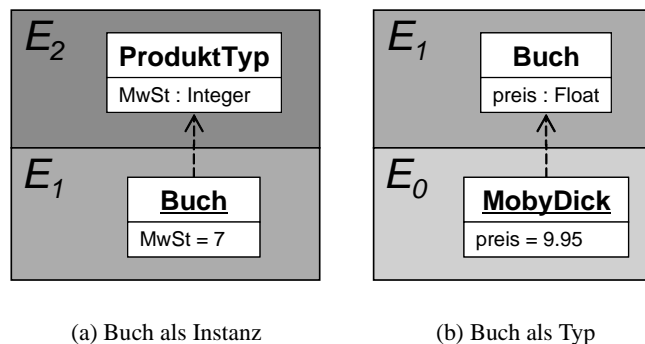 E2
ProduktTyp
MwSt : Integer
E1
Buch
MwSt = 7
(a) Buch als Instanz
E1
Buch
preis : Float
E0
MobyDick
preis = 9.95
(b) Buch als Typ